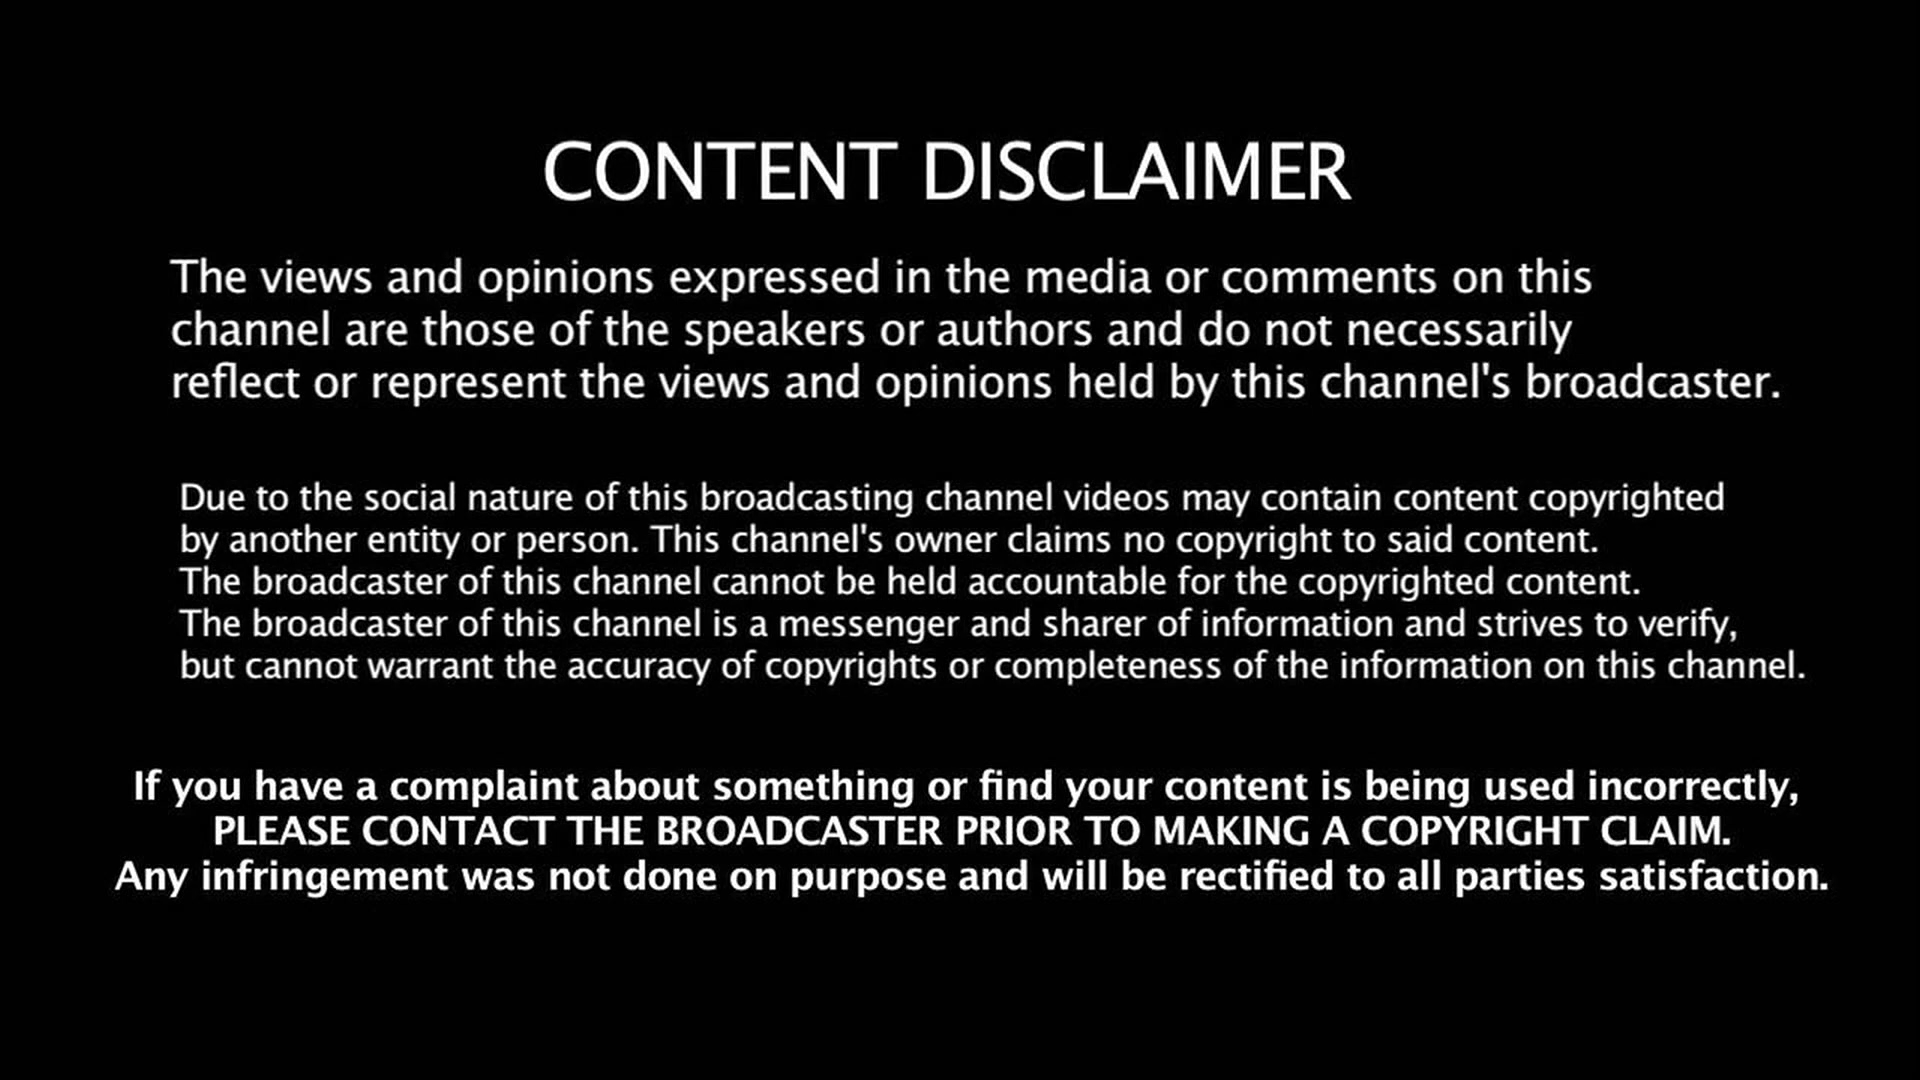 CONTENT DISCLAIMER
The views and opinions expressed in the media or comments on this
channel are those of the speakers or authors and do not necessarily
reflect or represent the views and opinions held by this channel's broadcaster.
Due to the social nature of this broadcasting channel videos may contain content copyrighted
by another entity or person. This channel's owner claims no copyright to said content.
The broadcaster of this channel cannot be held accountable for the copyrighted content.
The broadcaster of this channel is a messenger and sharer of information and strives to verify,
but cannot warrant the accuracy of copyrights or completeness of the information on this channel.
If you have a complaint about something or find your content is being used incorrectly,
PLEASE CONTACT THE BROADCASTER PRIOR TO MAKING A COPYRIGHT CLAIM.
Any infringement was not done on purpose and will be rectified to all parties satisfaction.